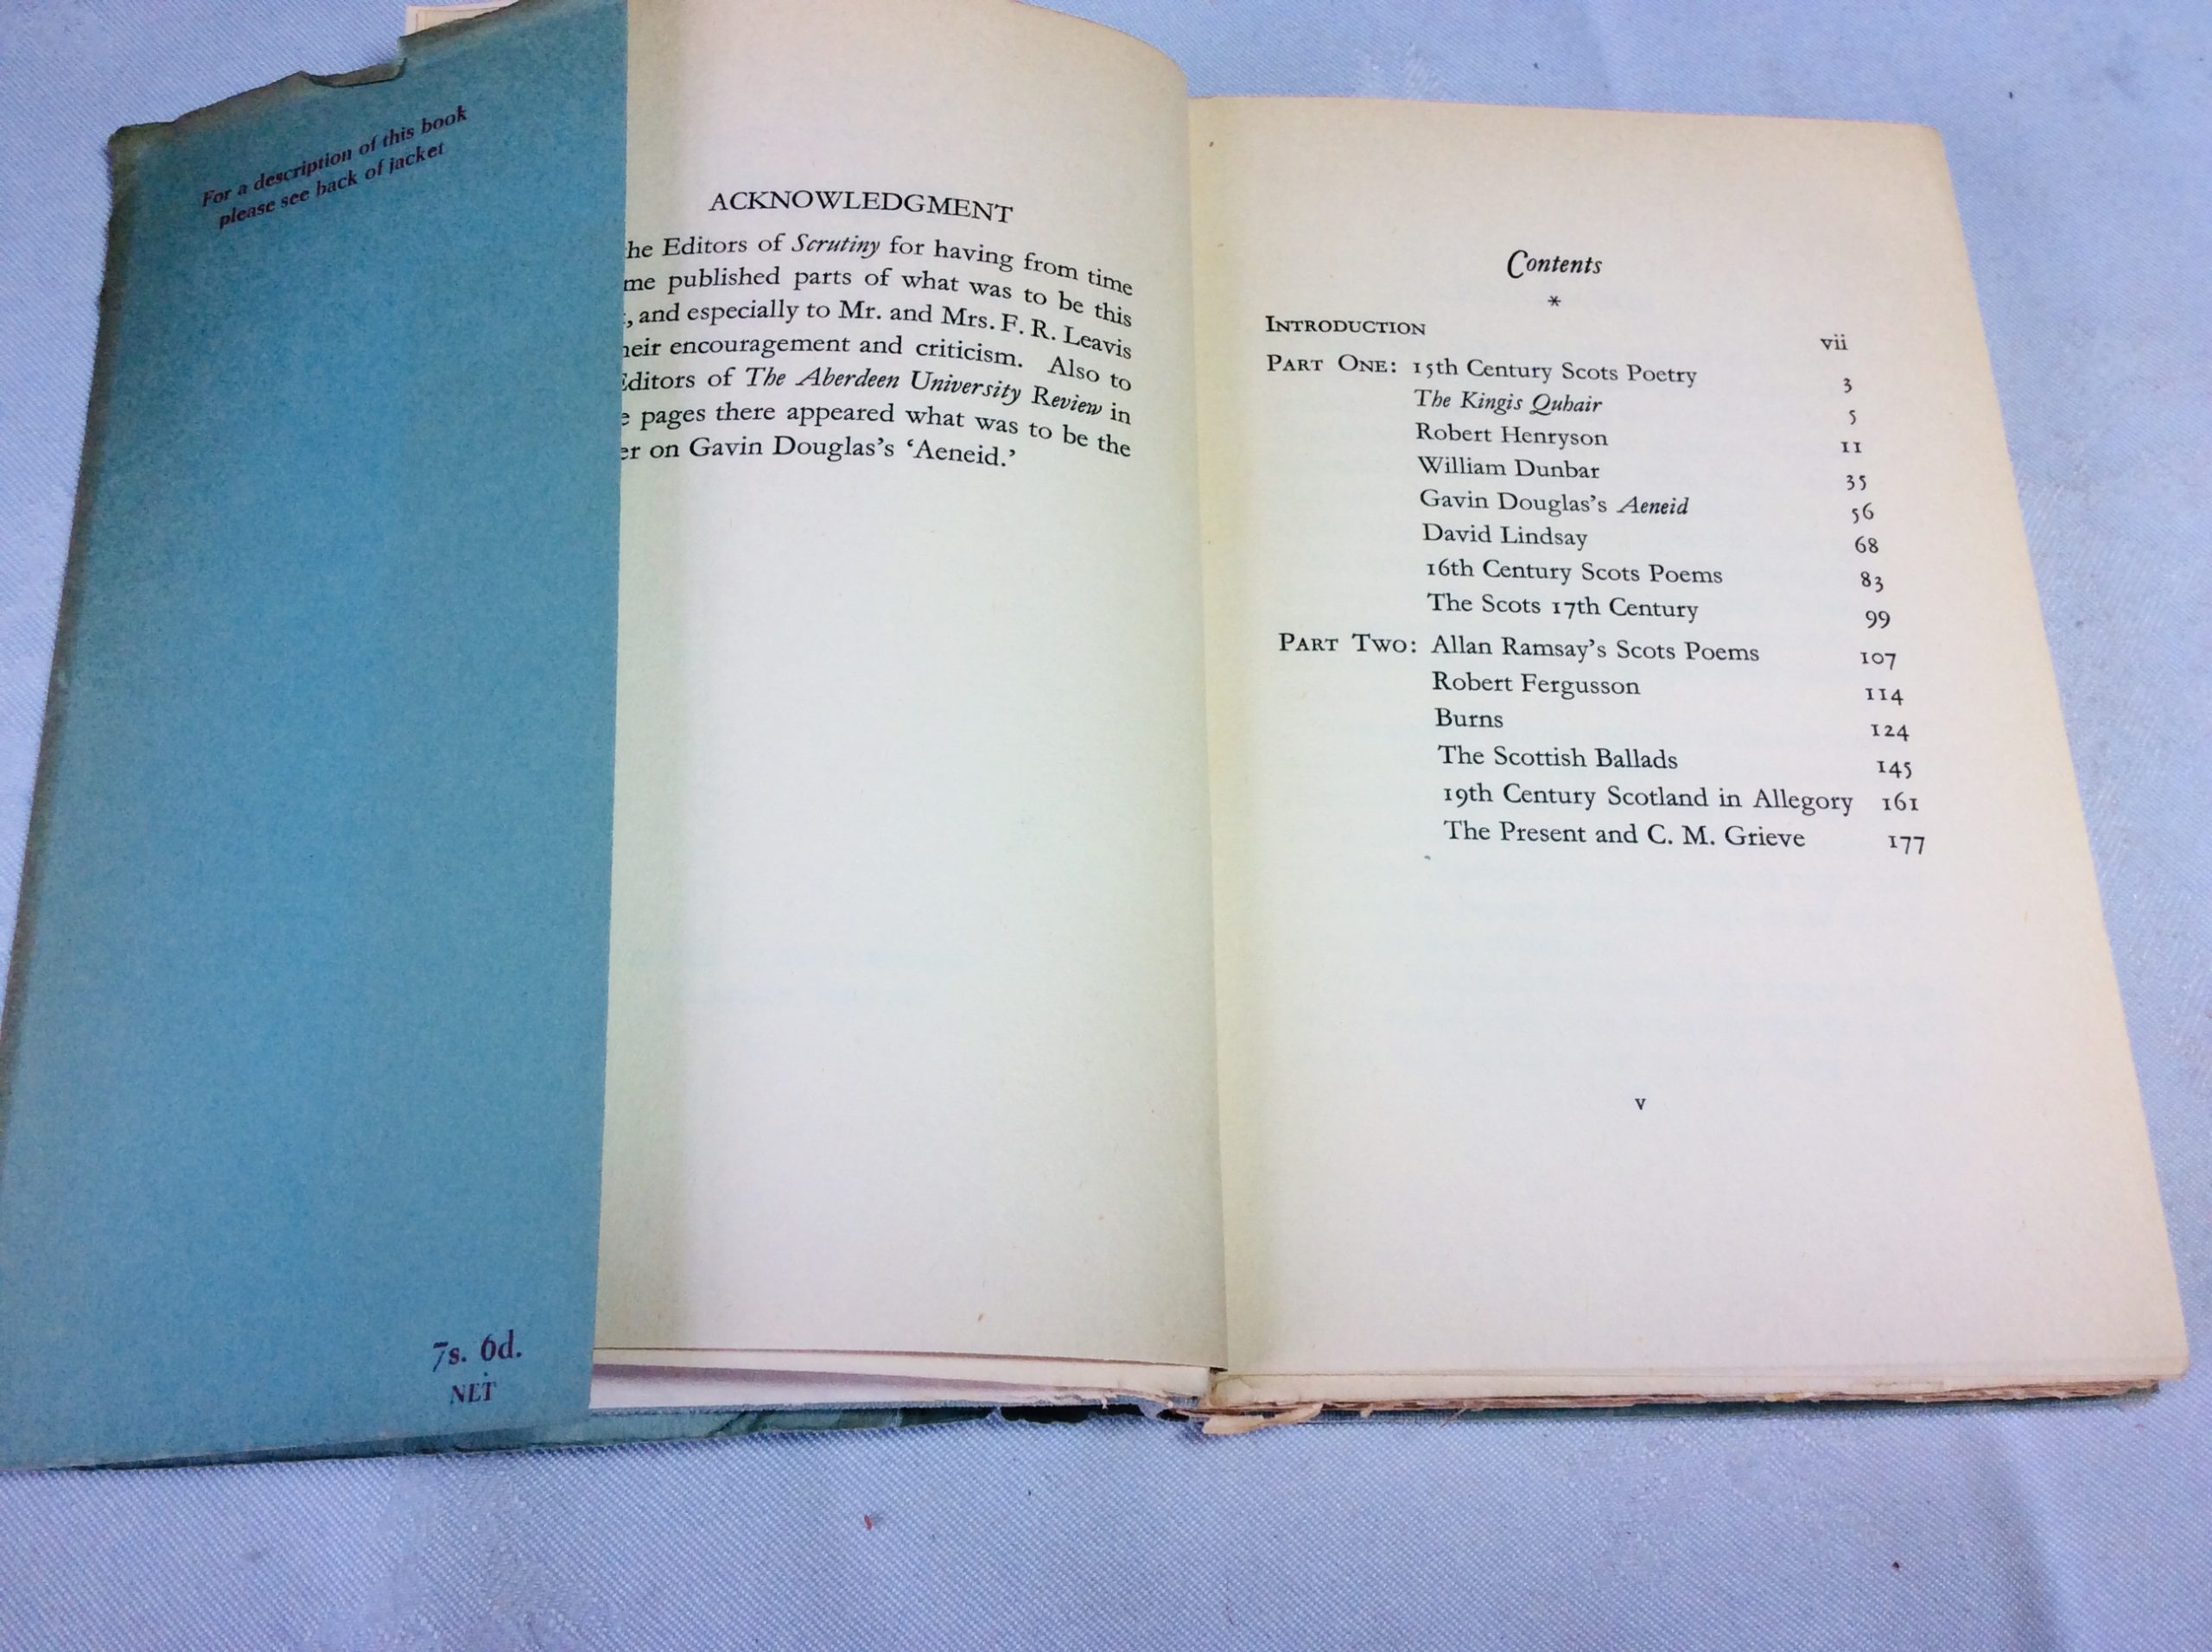 For a description of this book
please see back of jacket
7s. 6d.
NET
ACKNOWLEDGMENT
he Editors of Scrutiny for having from time
me published parts of what was to be this
, and especially to Mr. and Mrs. F. R. Leavis
heir encouragement and criticism. Also to
Editors of The Aberdeen University Review in
e pages there appeared what was to be the
er on Gavin Douglas's ‘Aeneid.’
Contents
*
INTRODUCTION vii
PART ONE: 15th Century Scots Poetry 3
The Kingis Quhair 5
Robert Henryson 11
William Dunbar 35
Gavin Douglas's Aeneid 56
David Lindsay 68
16th Century Scots Poems 83
The Scots 17th Century 99
PART TWO: Allan Ramsay's Scots Poems 107
Robert Fergusson 114
Burns 124
The Scottish Ballads 145
19th Century Scotland in Allegory 161
The Present and C. M. Grieve 177
v